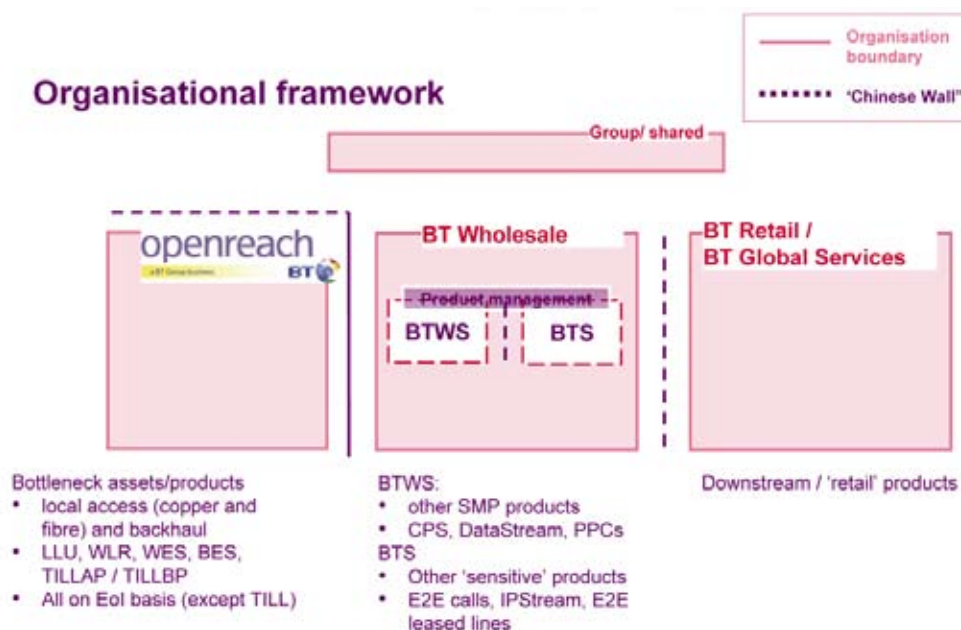 Organisation
boundary
'Chinese Wall'
Organisational framework
Group/ shared
openreach
a BT Group business
BT
BT Wholesale
BT Retail /
BT Global Services
Product management
BTWS
BTS
Bottleneck assets/products
• local access (copper and
fibre) and backhaul
• LLU, WLR, WES, BES,
TILLAP / TILLBP
• All on EoI basis (except TILL)
BTWS:
• other SMP products
• CPS, DataStream, PPCs
BTS
• Other 'sensitive' products
• E2E calls, IPStream, E2E
leased lines
Downstream / 'retail' products